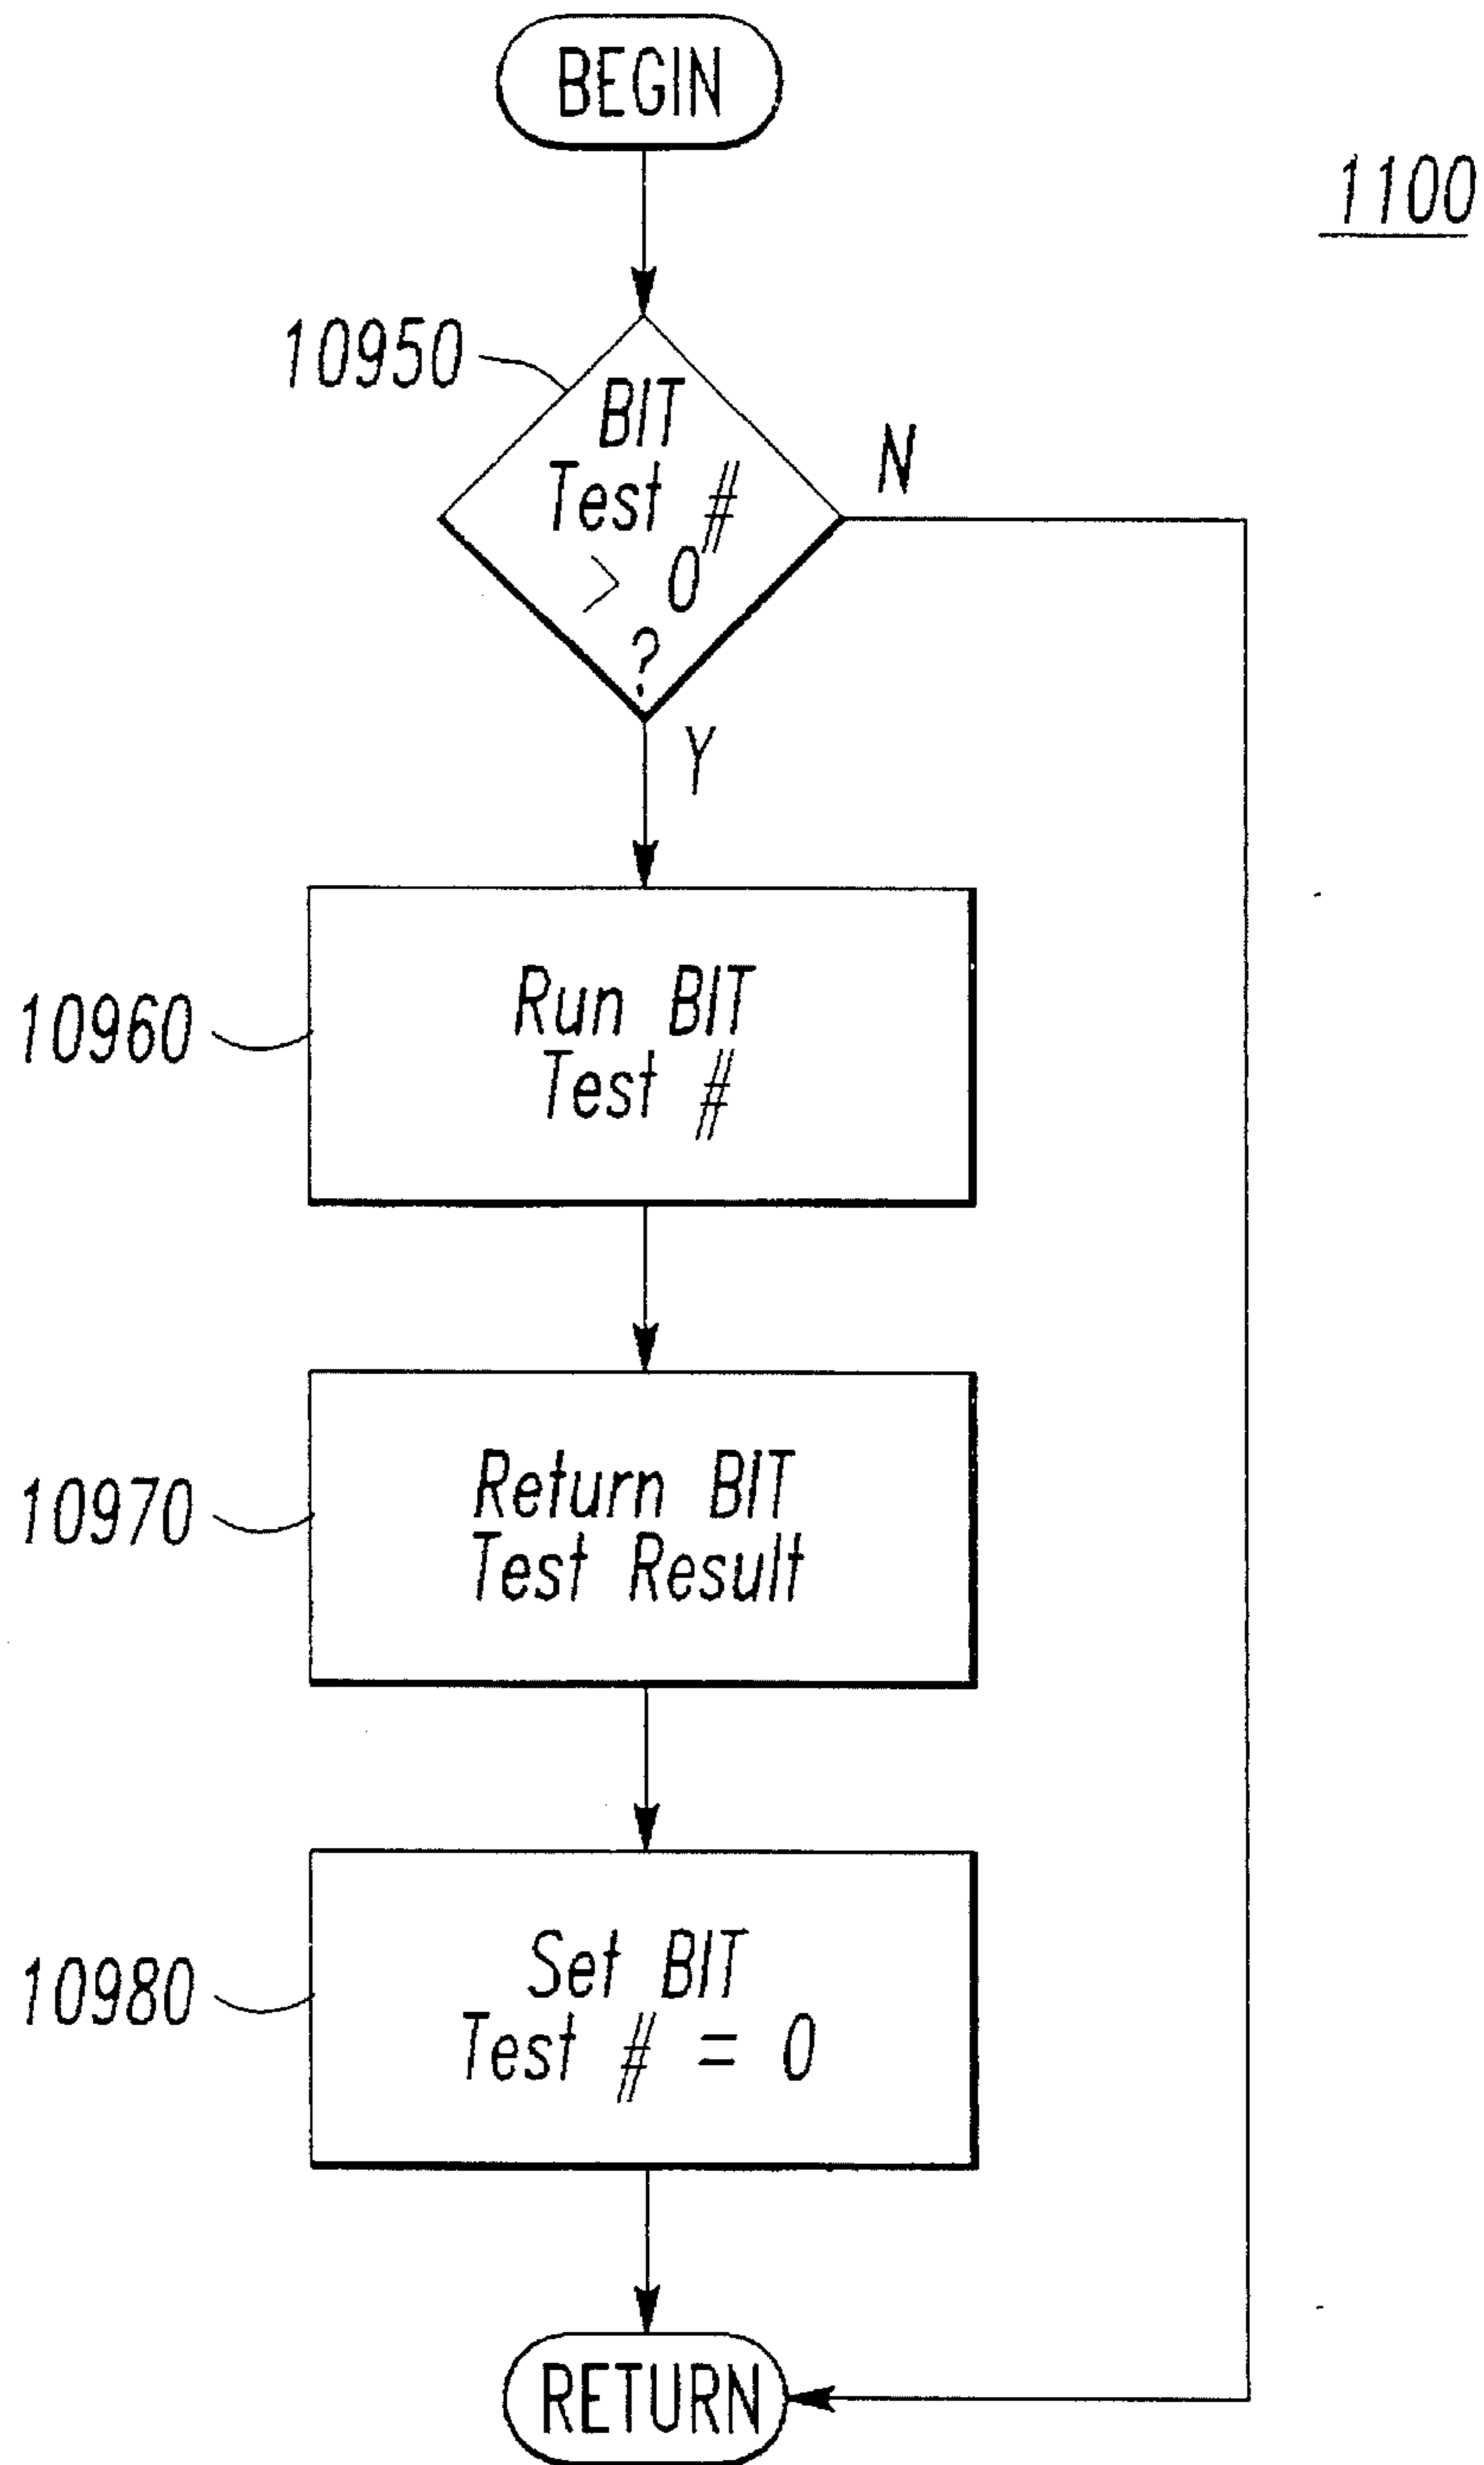 BEGIN
1100
10950
BIT
Test #
> 0
?
N
Y
10960
Run BIT
Test #
10970
Return BIT
Test Result
10980
Set BIT
Test # = 0
RETURN